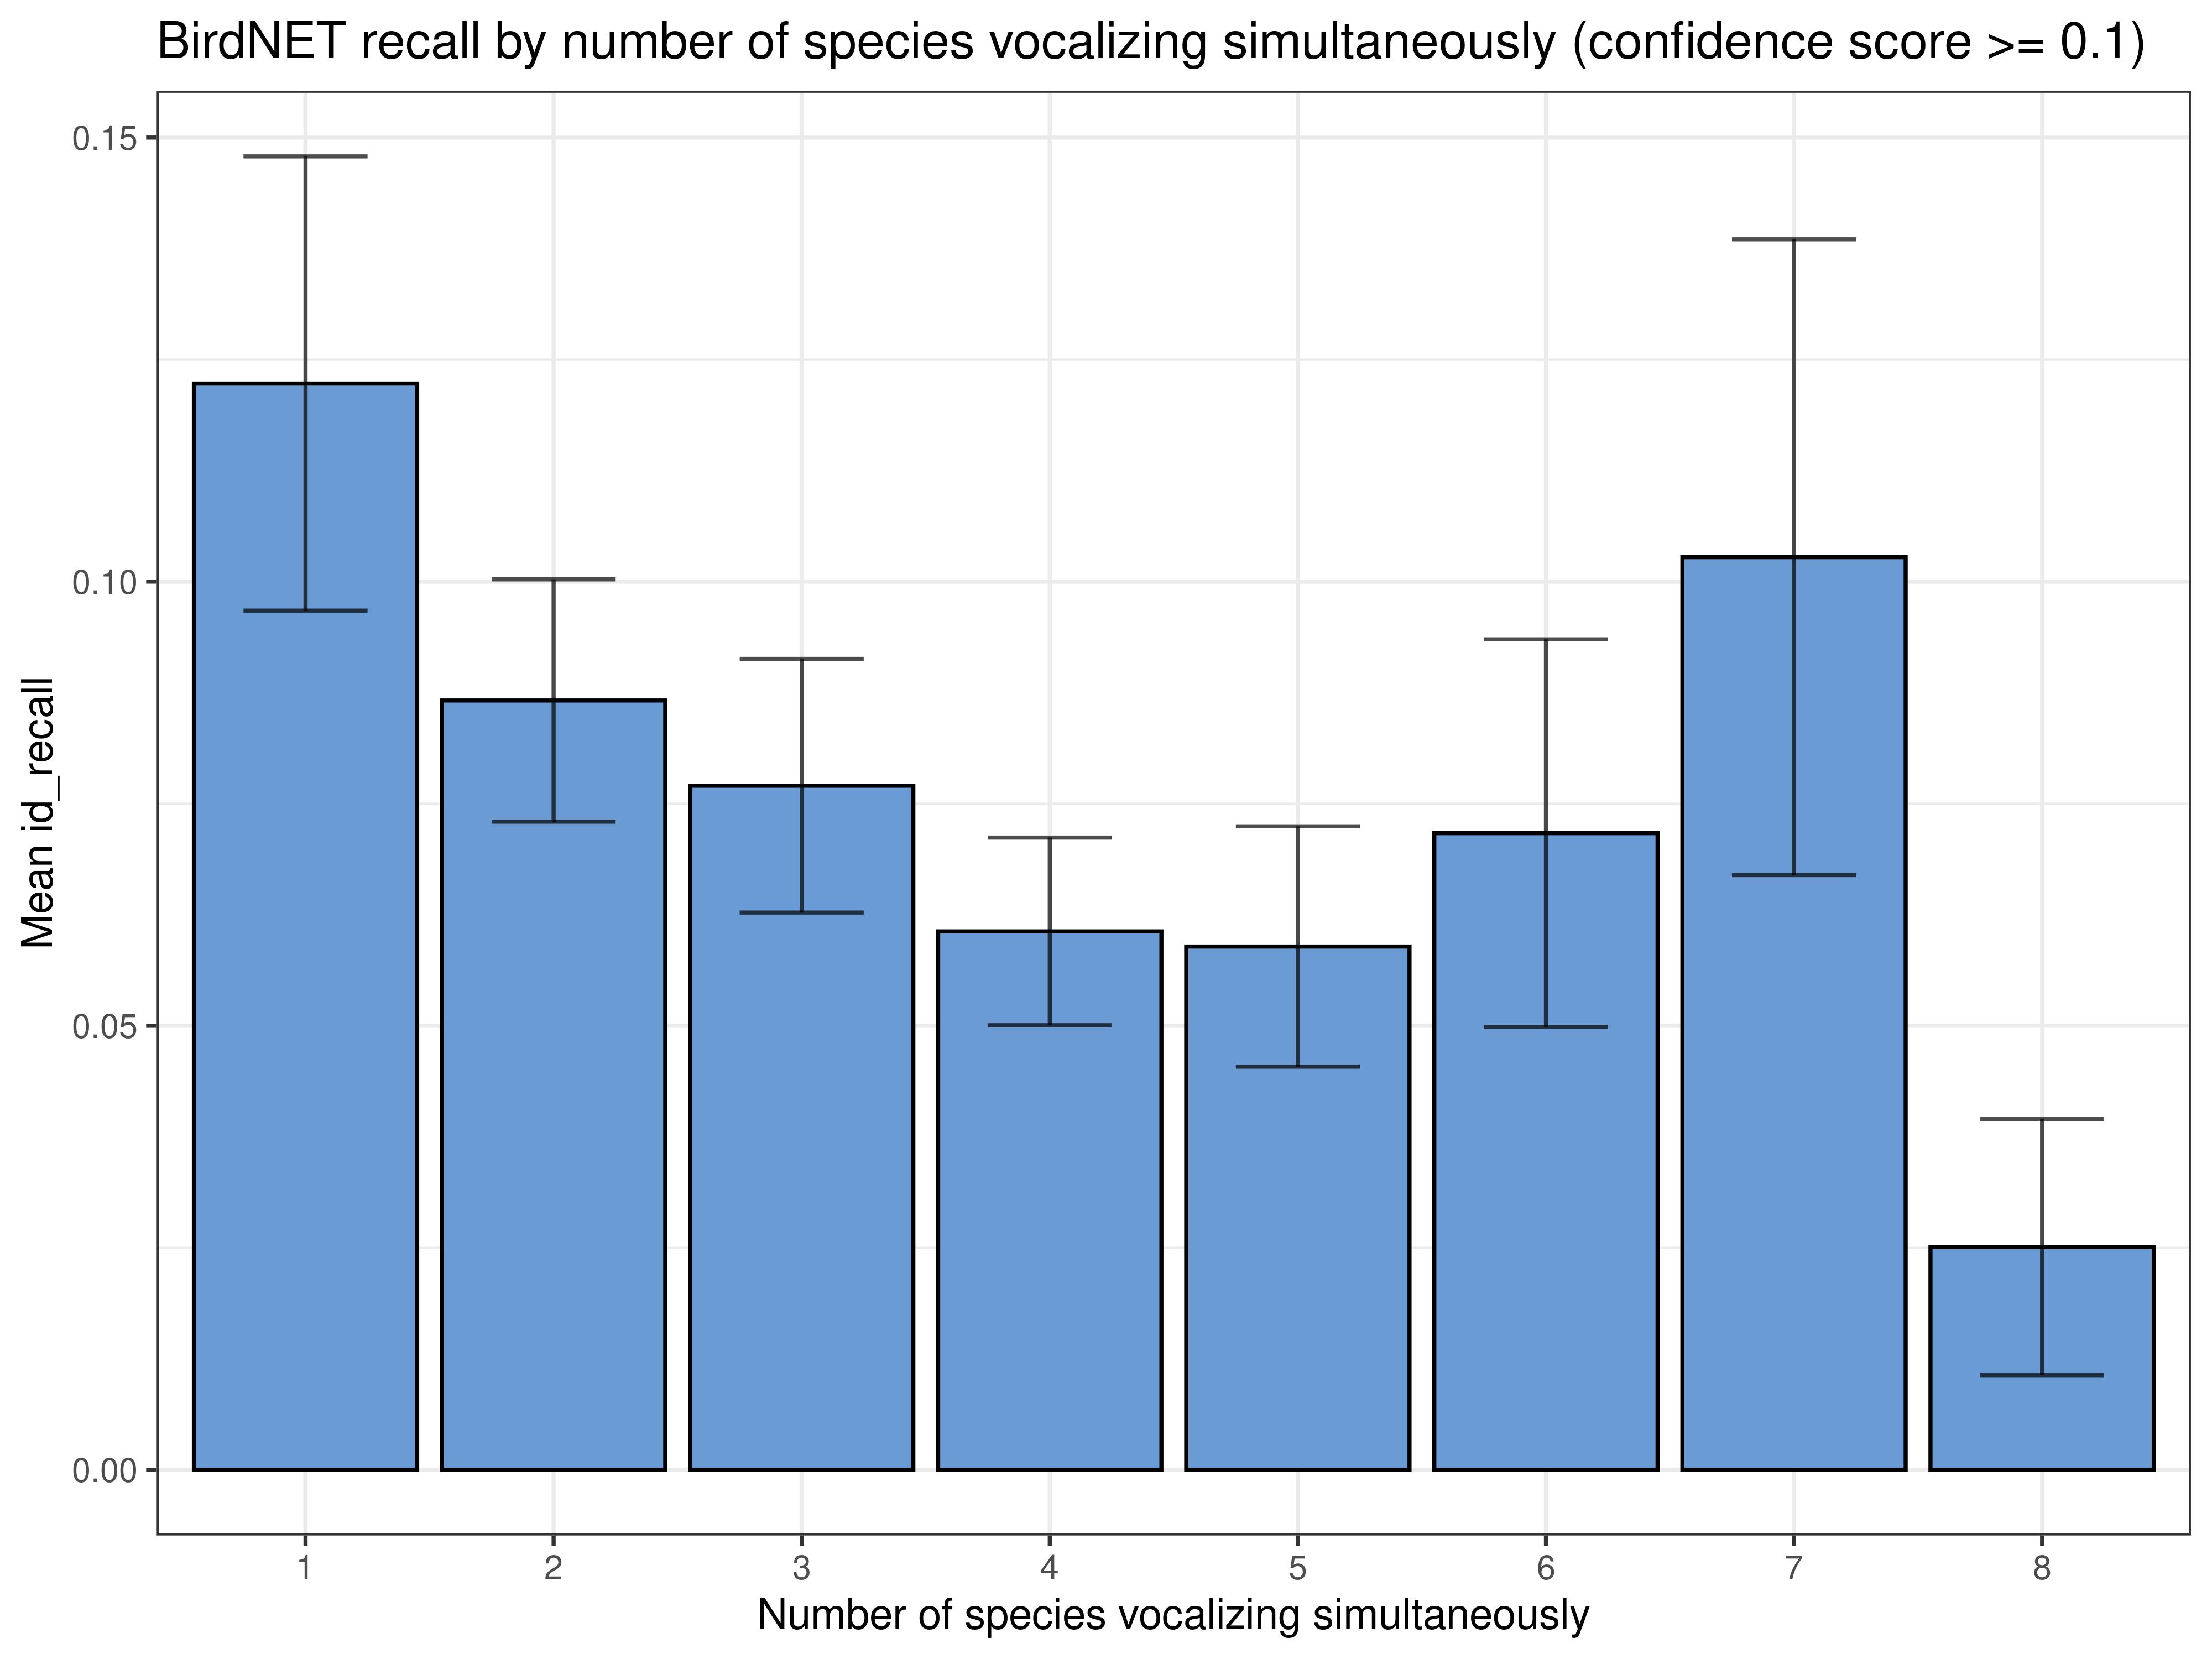 BirdNET recall by number of species vocalizing simultaneously (confidence score >= 0.1)
Mean id_recall
0.15
0.10
0.05
0.00
1 2 3 4 5 6 7 8
Number of species vocalizing simultaneously